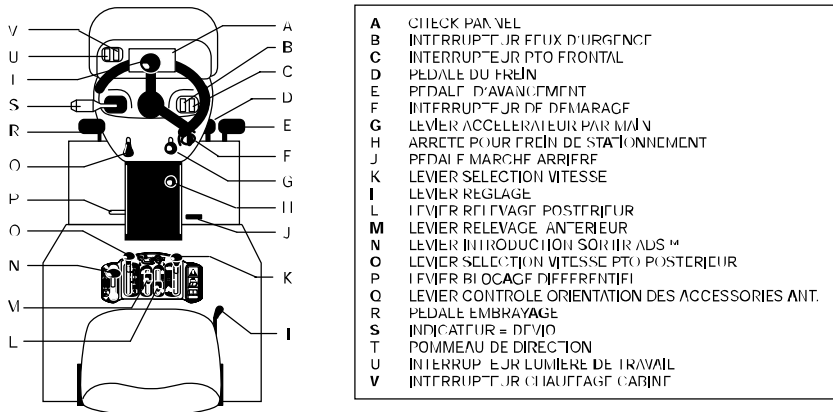 V
U
T
S
R
O
P
Q
N
M
L
A
B
C
D
E
F
G
H
J
K
I
A CHECK PANNEL
B INTERRUPTEUR FEUX D'URGENCE
C INTERRUPTEUR PTO FRONTAL
D PEDALE DU FREIN
E PEDALE D'AVANCEMENT
F INTERRUPTEUR DE DEMARAGE
G LEVIER ACCELERATEUR PAR MAIN
H ARRETE POUR FREIN DE STATIONNEMENT
J PEDALE MARCHE ARRIERE
K LEVIER SELECTION VITESSE
I LEVIER REGLAGE
L LEVIER RELEVAGE POSTERIEUR
M LEVIER RELEVAGE ANTERIEUR
N LEVIER INTRODUCTION SORTIR ADS ™
O LEVIER SELECTION VITESSE PTO POSTERIEUR
P LEVIER BLOCAGE DIFFERENTIEL
Q LEVIER CONTROLE ORIENTATION DES ACCESSORIES ANT.
R PEDALE EMBRAYAGE
S INDICATEUR = DEVIO
T POMMEAU DE DIRECTION
U INTERRUPTEUR LUMIERE DE TRAVAIL
V INTERRUPTEUR CHAUFFAGE CABINE